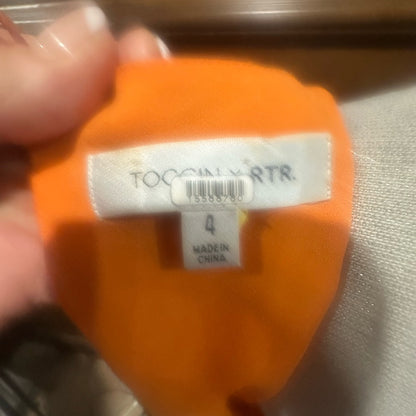 TOCCIN X RTR.
4
MADE IN
CHINA